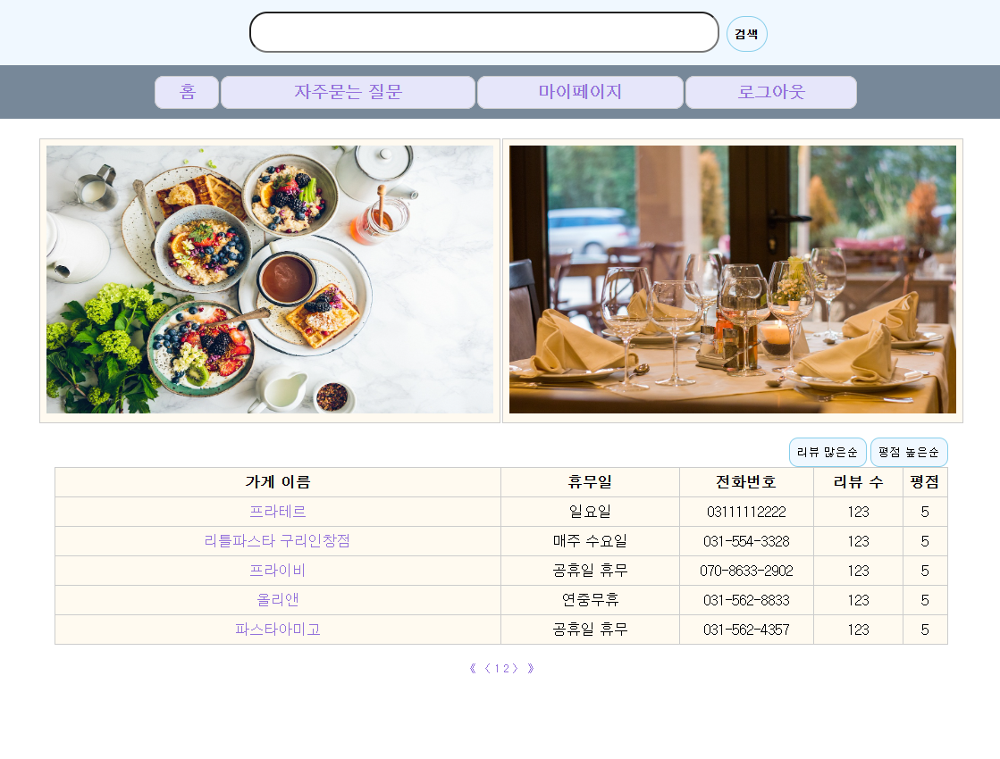 검색
홈 자주묻는 질문 마이페이지 로그아웃
리뷰 많은순 평점 높은순
가게 이름 휴무일 전화번호 리뷰 수 평점
프라테르 일요일 03111112222 123 5
리틀파스타 구리인창점 매주 수요일 031-554-3328 123 5
프라이비 공휴일 휴무 070-8633-2902 123 5
올리앤 연중무휴 031-562-8833 123 5
파스타아미고 공휴일 휴무 031-562-4357 123 5
《 〈 1 2 〉 》